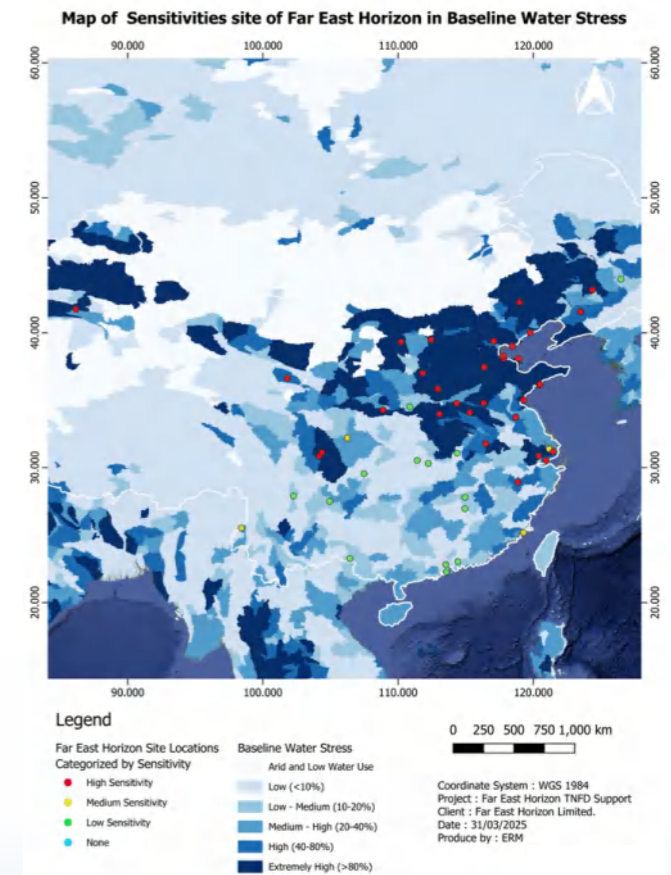 Map of Sensitivities site of Far East Horizon in Baseline Water Stress
90.000 100.000 110.000 120.000
60.000 60.000
50.000 50.000
40.000 40.000
30.000 30.000
20.000 20.000
90.000 100.000 110.000 120.000
Legend
Far East Horizon Site Locations
Categorized by Sensitivity
High Sensitivity
Medium Sensitivity
Low Sensitivity
None
Baseline Water Stress
Arid and Low Water Use
Low (<10%)
Low - Medium (10-20%)
Medium - High (20-40%)
High (40-80%)
Extremely High (>80%)
0 250 500 750 1,000 km
Coordinate System : WGS 1984
Project : Far East Horizon TNFD Support
Client : Far East Horizon Limited.
Date : 31/03/2025
Produce by : ERM